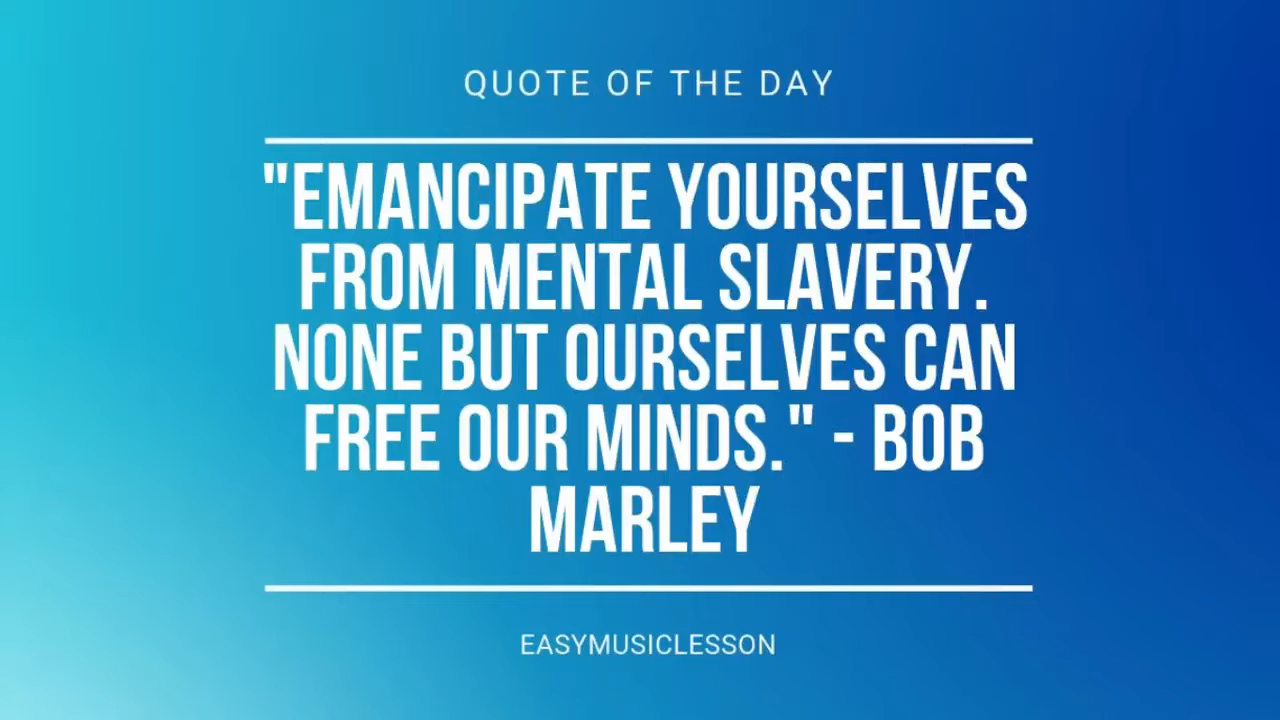 QUOTE OF THE DAY
"EMANCIPATE YOURSELVES
FROM MENTAL SLAVERY.
NONE BUT OURSELVES CAN
FREE OUR MINDS." - BOB
MARLEY
EASYMUSICLESSON